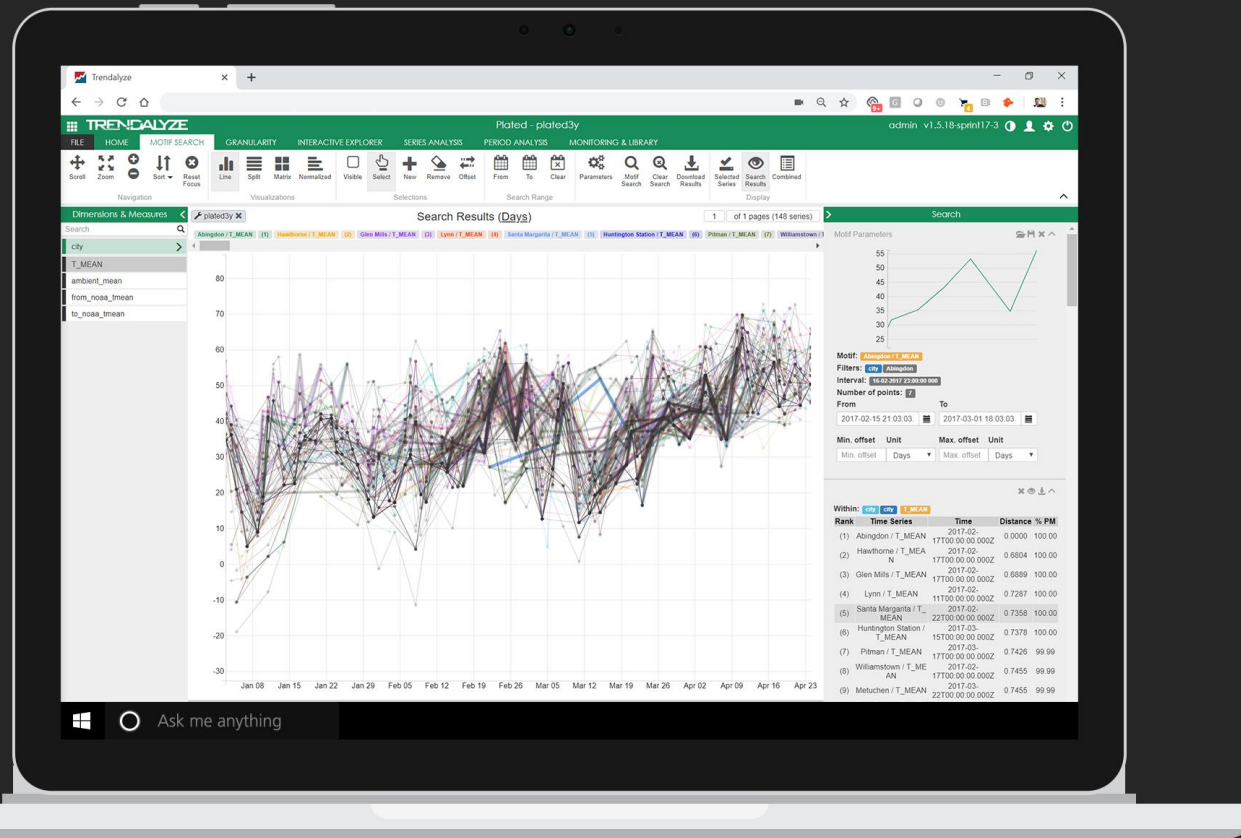 Trendalyze
TRENDALYZE
Plated - plated3y
admin v1.5.18-sprint17-3
FILE HOME MOTIF SEARCH GRANULARITY INTERACTIVE EXPLORER SERIES ANALYSIS PERIOD ANALYSIS MONITORING & LIBRARY
9+ 4
Scroll Zoom Sort Reset Focus Line Split Matrix Normalized Visible Select New Remove Offset From To Clear Parameters Motif Search Clear Search Download Results Selected Series Search Results Combined
Navigation Visualizations Selections Search Range Display
Dimensions & Measures
Search
city
T_MEAN
ambient_mean
from_noaa_tmean
to_noaa_tmean
plated3y
Search Results (Days)
1 of 1 pages (148 series)
Abingdon / T_MEAN (1) Hawthorne / T_MEAN (2) Glen Mills / T_MEAN (3) Lynn / T_MEAN (4) Santa Margarita / T_MEAN (5) Huntington Station / T_MEAN (6) Pitman / T_MEAN (7) Williamstown /
80
70
60
50
40
30
20
10
0
-10
-20
-30
Jan 08 Jan 15 Jan 22 Jan 29 Feb 05 Feb 12 Feb 19 Feb 26 Mar 05 Mar 12 Mar 19 Mar 26 Apr 02 Apr 09 Apr 16 Apr 23
Search
Motif Parameters
55
50
45
40
35
30
25
Motif: Abingdon / T_MEAN
Filters: city Abingdon
Interval: 16-02-2017 23:00:00 000
Number of points: 7
From To
2017-02-15 21:03:03. 2017-03-01 18:03:03.
Min. offset Unit Max. offset Unit
Min. offset Days Max. offset Days
Within: city city T_MEAN
Rank Time Series Time Distance % PM
(1) Abingdon / T_MEAN 2017-02-17T00:00:00.000Z 0.0000 100.00
(2) Hawthorne / T_MEAN 2017-02-17T00:00:00.000Z 0.6804 100.00
(3) Glen Mills / T_MEAN 2017-02-17T00:00:00.000Z 0.6889 100.00
(4) Lynn / T_MEAN 2017-02-11T00:00:00.000Z 0.7287 100.00
(5) Santa Margarita / T_MEAN 2017-02-22T00:00:00.000Z 0.7358 100.00
(6) Huntington Station / T_MEAN 2017-03-15T00:00:00.000Z 0.7378 100.00
(7) Pitman / T_MEAN 2017-03-17T00:00:00.000Z 0.7426 99.99
(8) Williamstown / T_MEAN 2017-02-17T00:00:00.000Z 0.7455 99.99
(9) Metuchen / T_MEAN 2017-03-22T00:00:00.000Z 0.7455 99.99
Ask me anything